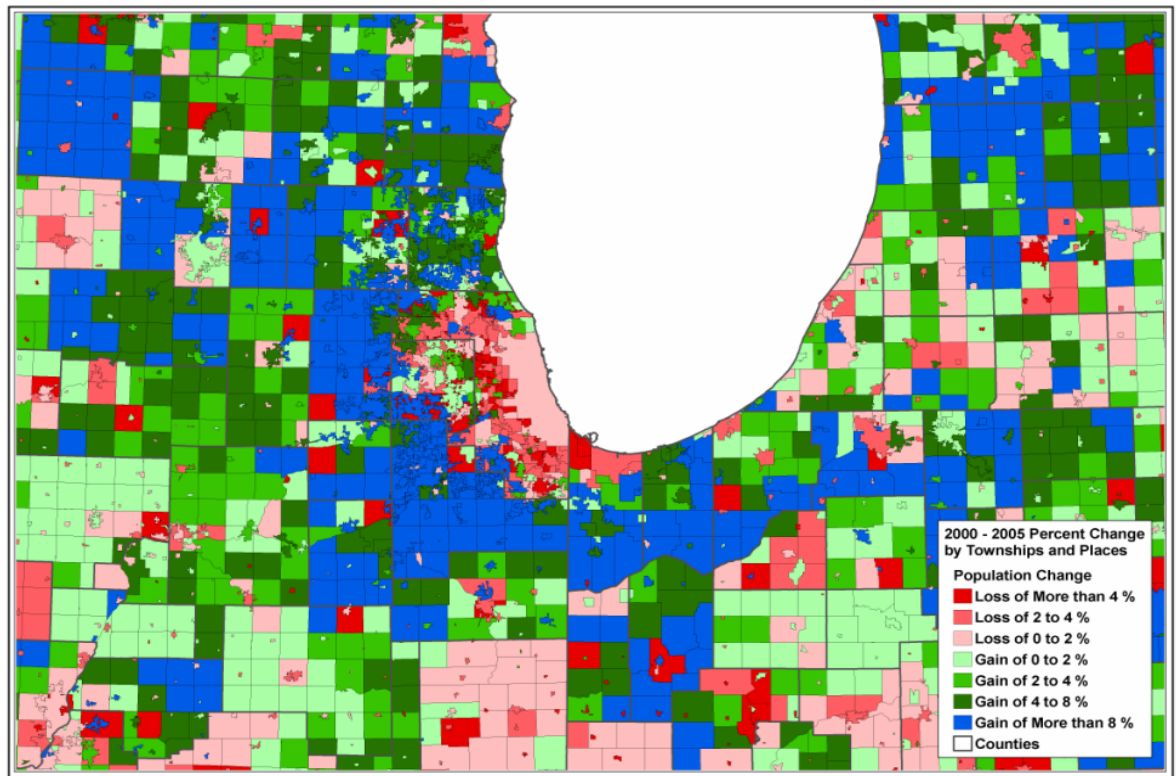 2000 - 2005 Percent Change
by Townships and Places
Population Change
Loss of More than 4 %
Loss of 2 to 4 %
Loss of 0 to 2 %
Gain of 0 to 2 %
Gain of 2 to 4 %
Gain of 4 to 8 %
Gain of More than 8 %
Counties